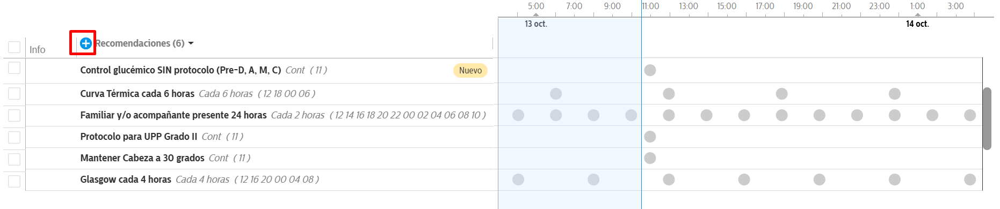 5:00 7:00 9:00 11:00 13:00 15:00 17:00 19:00 21:00 23:00 1:00 3:00
13 oct. 14 oct.
Info Recomendaciones (6)
Control glucémico SIN protocolo (Pre-D, A, M, C) Cont ( 11 ) Nuevo
Curva Térmica cada 6 horas Cada 6 horas ( 12 18 00 06 )
Familiar y/o acompañante presente 24 horas Cada 2 horas ( 12 14 16 18 20 22 00 02 04 06 08 10 )
Protocolo para UPP Grado II Cont ( 11 )
Mantener Cabeza a 30 grados Cont ( 11 )
Glasgow cada 4 horas Cada 4 horas ( 12 16 20 00 04 08 )